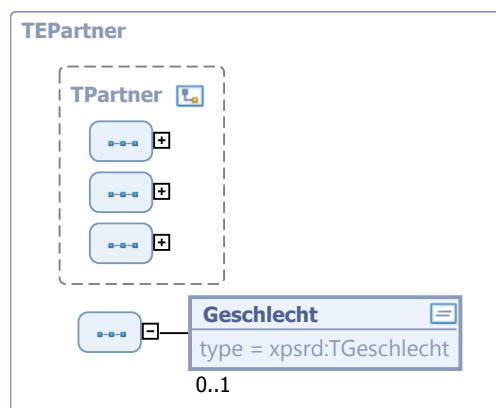 TEPartner
TPartner
Geschlecht
type = xpsrd:TGeschlecht
0..1